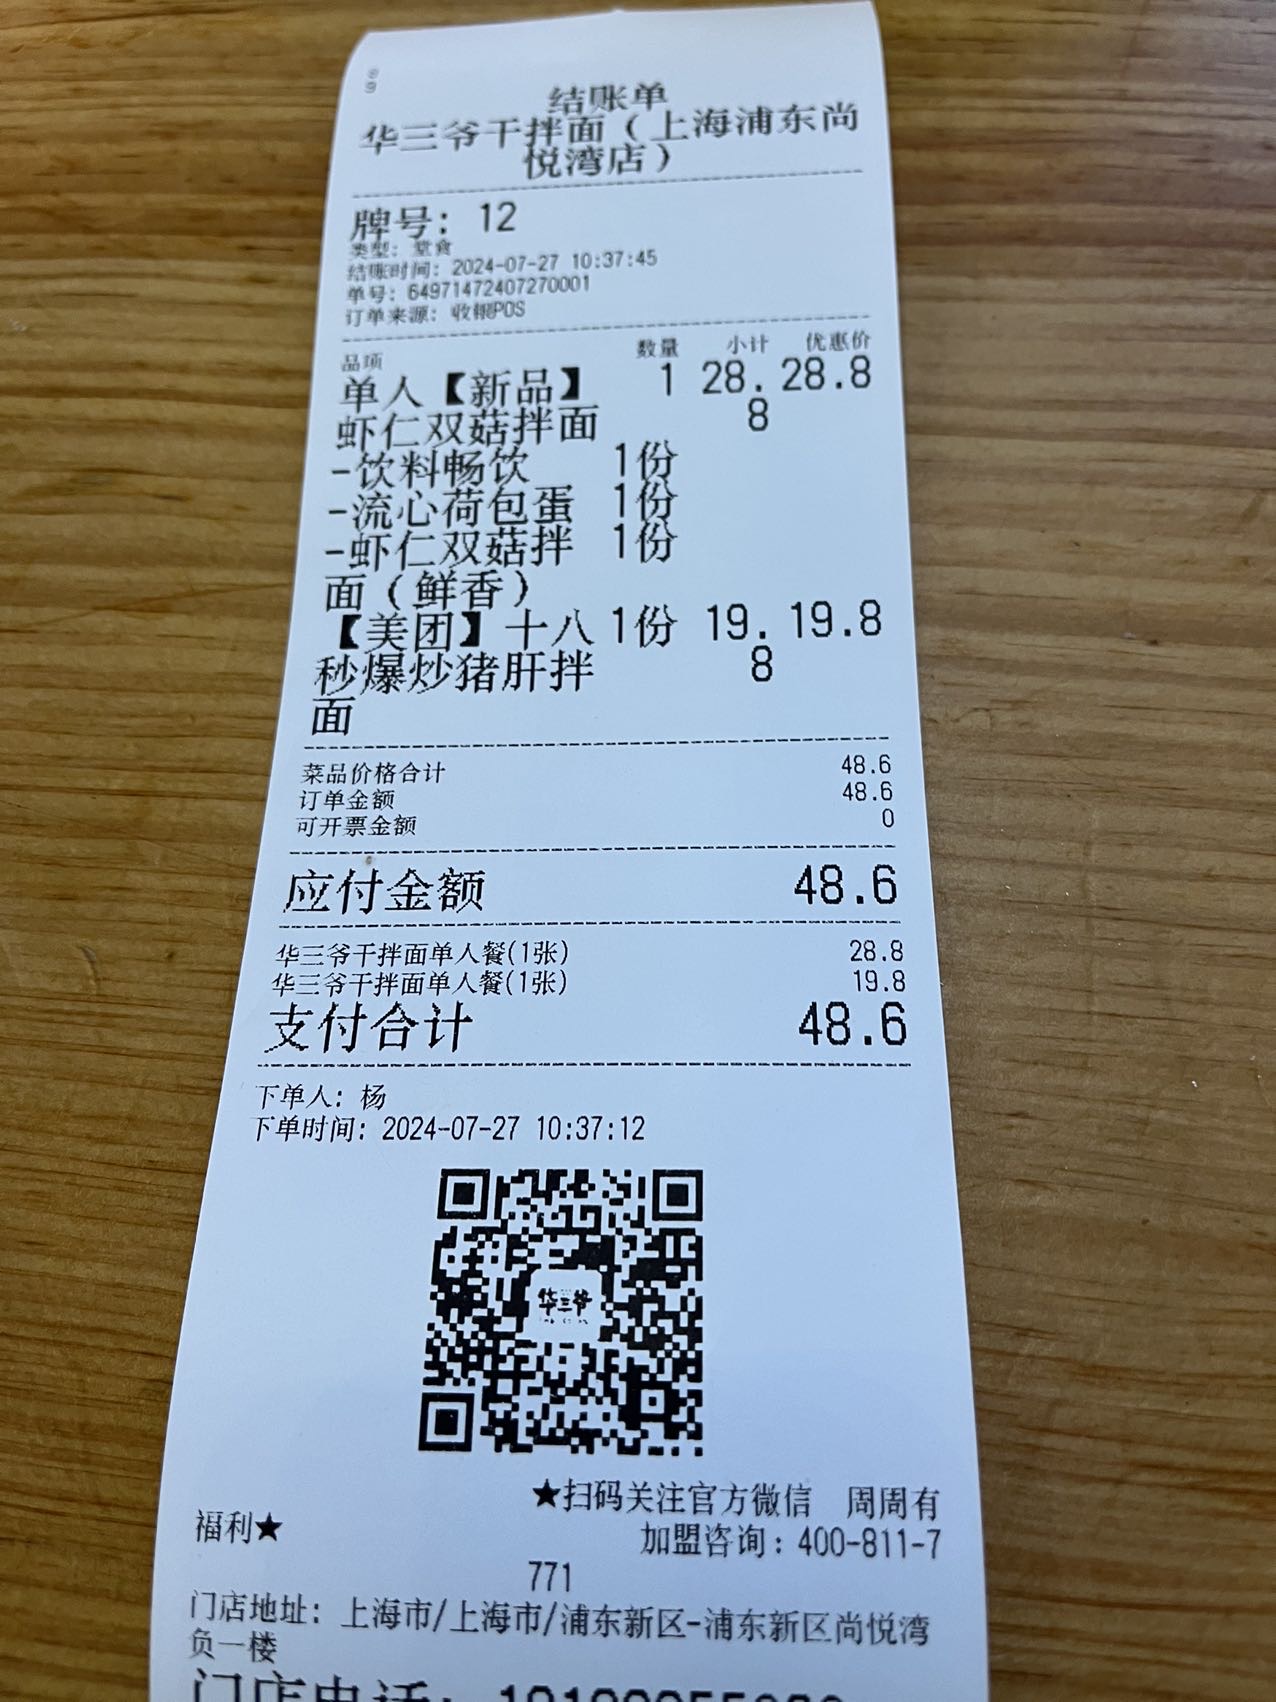 结账单
华三爷干拌面（上海浦东尚
悦湾店）
牌号：12
类型：堂食
结账时间：2024-07-27 10:37:45
单号：64971472407270001
订单来源：收银POS
品项 数量 小计 优惠价
单人【新品】 1 28. 28.8
虾仁双菇拌面 8
-饮料畅饮 1份
-流心荷包蛋 1份
-虾仁双菇拌 1份
面（鲜香）
【美团】十八 1份 19. 19.8
秒爆炒猪肝拌 8
面
菜品价格合计 48.6
订单金额 48.6
可开票金额 0
应付金额 48.6
华三爷干拌面单人餐(1张) 28.8
华三爷干拌面单人餐(1张) 19.8
支付合计 48.6
下单人：杨
下单时间：2024-07-27 10:37:12
华三爷
★扫码关注官方微信 周周有
福利★
加盟咨询：400-811-7
771
门店地址：上海市/上海市/浦东新区-浦东新区尚悦湾
负一楼
门店电话：